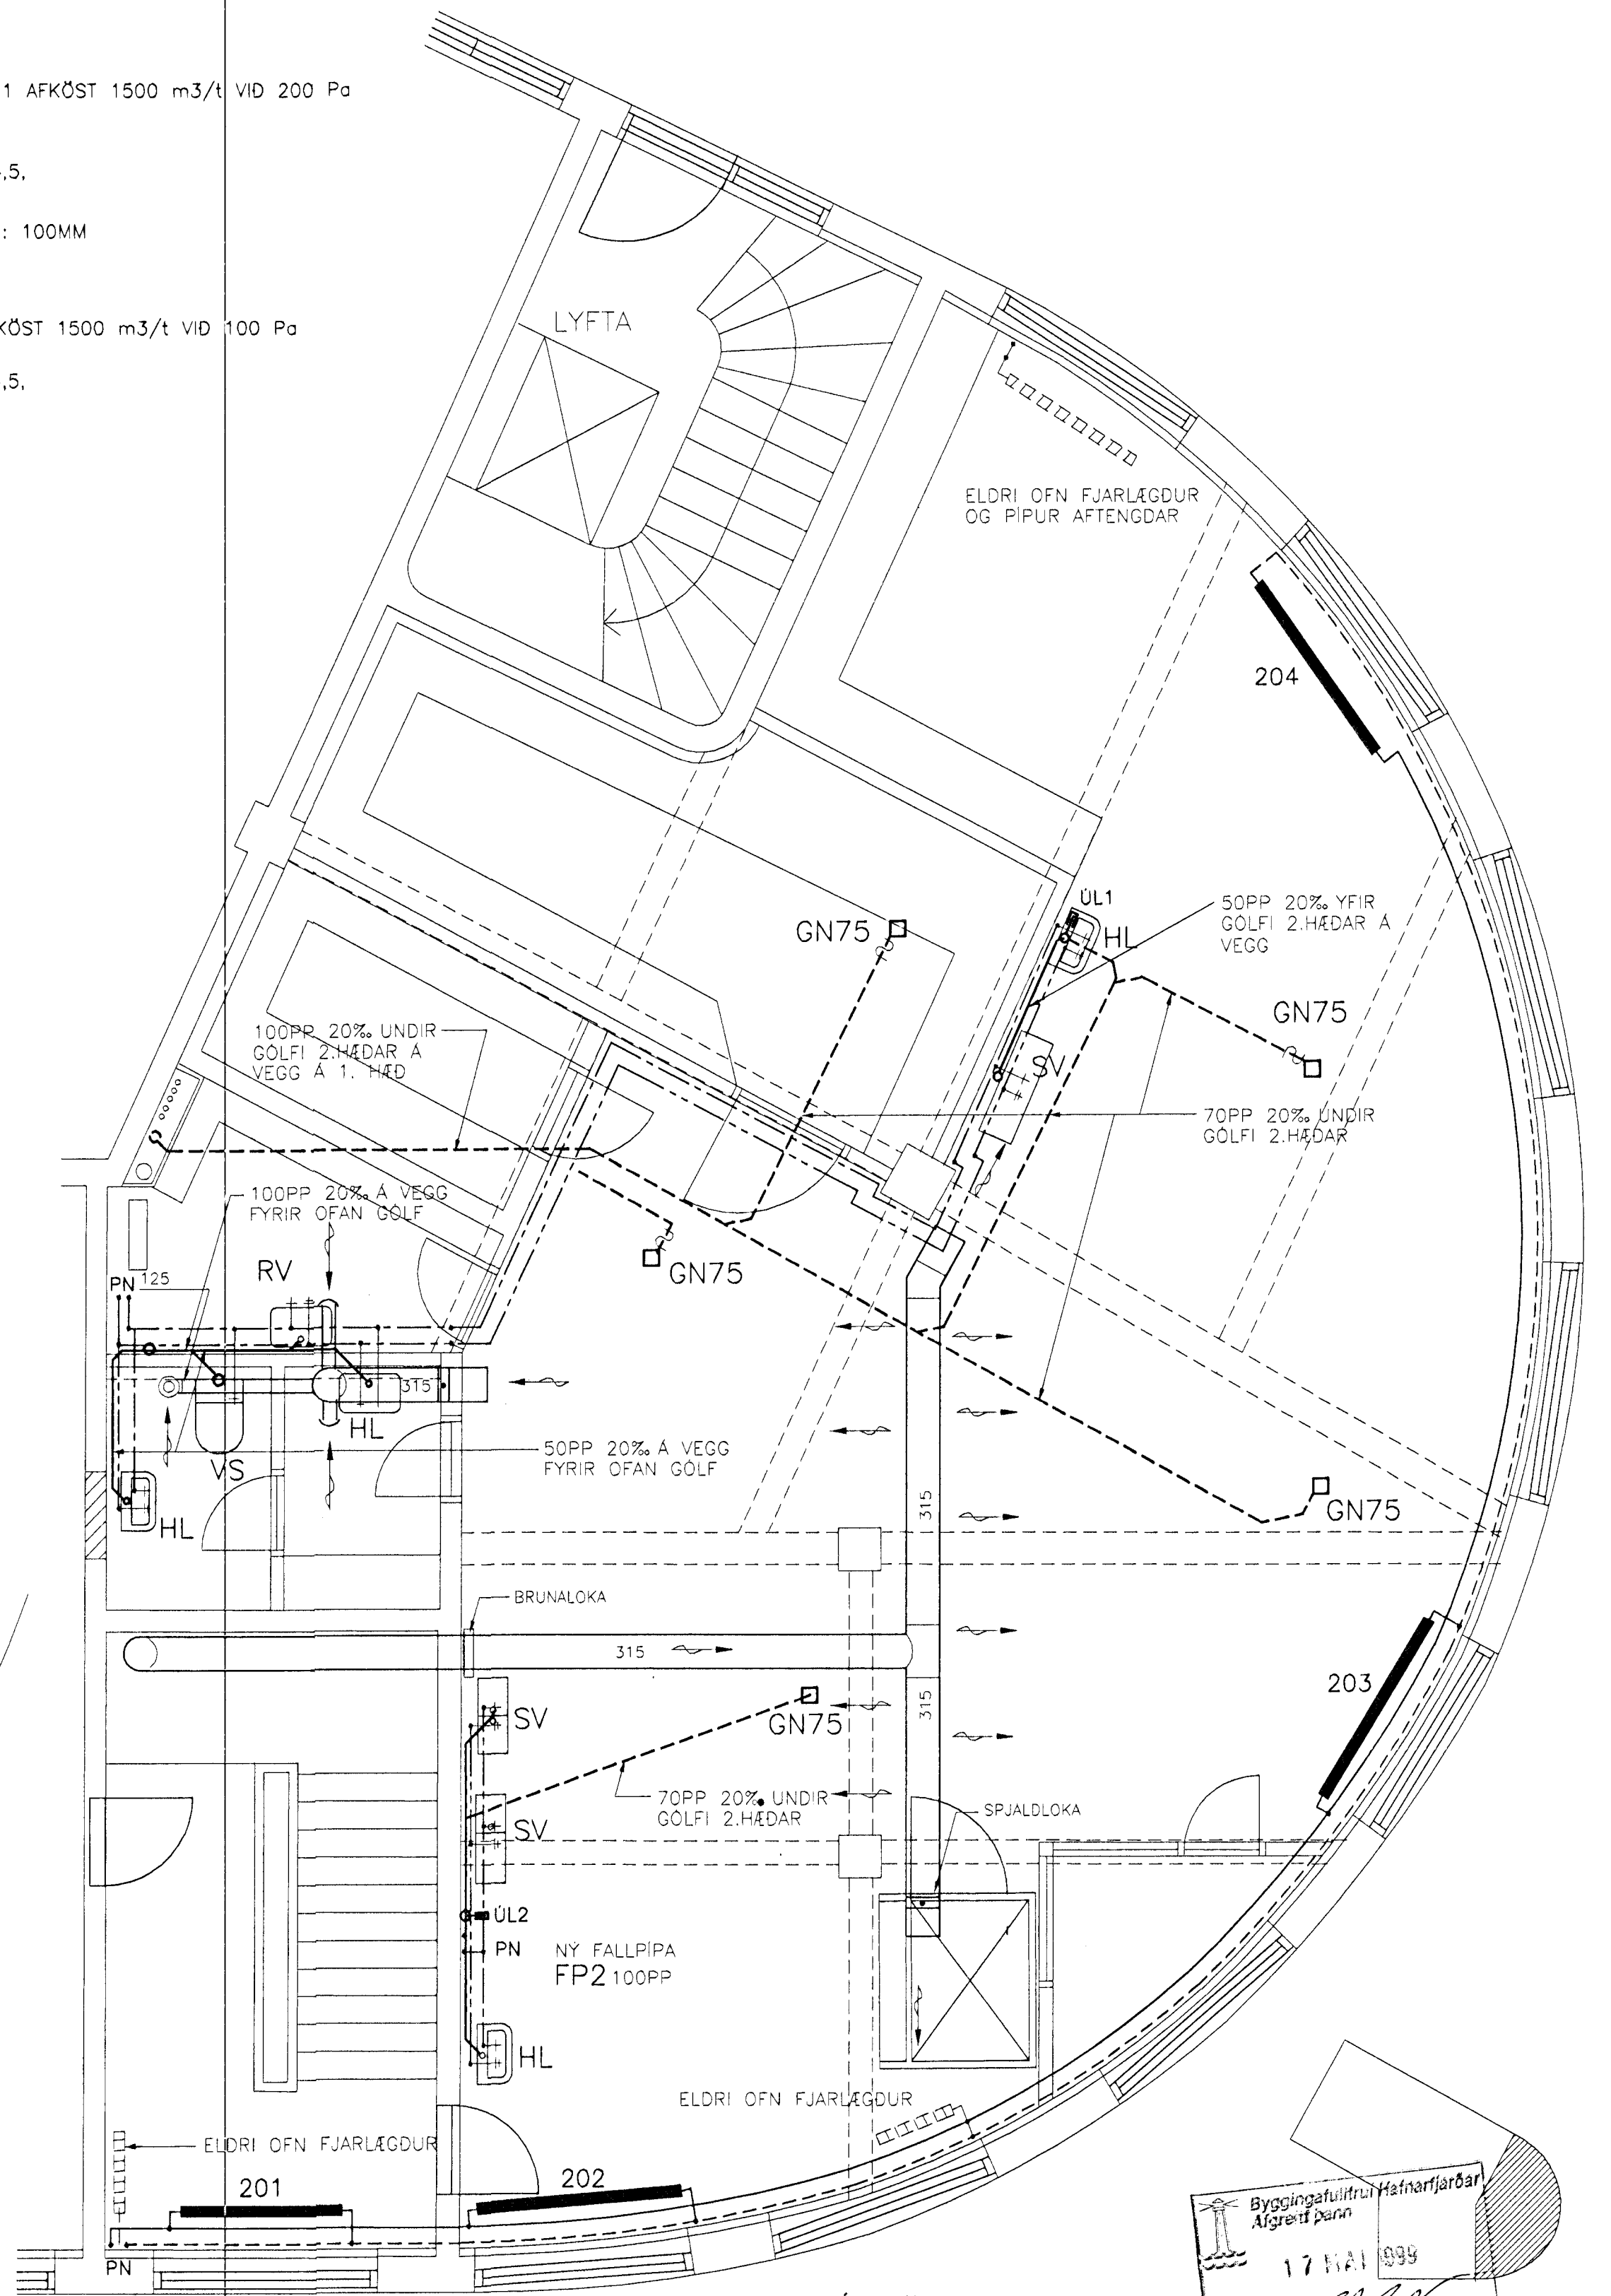 1 AFKÖST 1500 m3/t VIÐ 200 Pa
,5,
: 100MM
KÖST 1500 m3/t VIÐ 100 Pa
,5,
LYFTA
ELDRI OFN FJARLÆGDUR
OG PÍPUR AFTENGDAR
204
ÚL1
HL
50PP 20‰ YFIR
GÓLFI 2.HÆÐAR Á
VEGG
GN75
GN75
100PP 20‰ UNDIR
GÓLFI 2.HÆÐAR Á
VEGG Á 1. HÆÐ
SV
70PP 20‰ UNDIR
GÓLFI 2.HÆÐAR
100PP 20‰ Á VEGG
FYRIR OFAN GÓLF
RV
GN75
PN 125
315
HL
VS
50PP 20‰ Á VEGG
FYRIR OFAN GÓLF
HL
315
GN75
BRUNALOKA
315
203
SV
GN75
315
70PP 20‰ UNDIR
GÓLFI 2.HÆÐAR
SPJALDLOKA
SV
ÚL2
PN
NÝ FALLPÍPA
FP2 100PP
HL
ELDRI OFN FJARLÆGDUR
ELDRI OFN FJARLÆGDUR
201
202
PN
Byggingafulltrúi Hafnarfjarðar
Afgreitt þann
17 MAI 1999